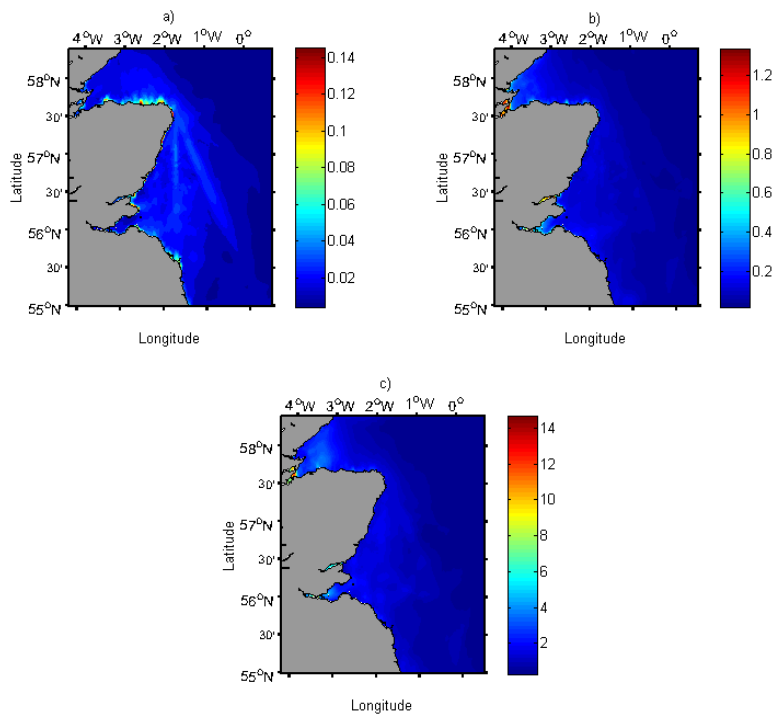 a)
4°W 3°W 2°W 1°W 0°
58°N
30'
57°N
30'
56°N
30'
55°N
Latitude
Longitude
0.14
0.12
0.1
0.08
0.06
0.04
0.02
b)
4°W 3°W 2°W 1°W 0°
58°N
30'
57°N
30'
56°N
30'
55°N
Latitude
Longitude
1.2
1
0.8
0.6
0.4
0.2
c)
4°W 3°W 2°W 1°W 0°
58°N
30'
57°N
30'
56°N
30'
55°N
Latitude
Longitude
14
12
10
8
6
4
2